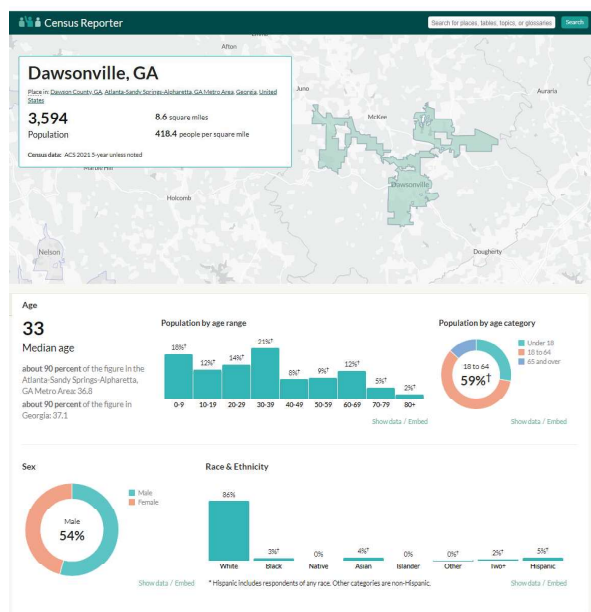 Census Reporter
Search for places, tables, topics, or glossaries
Search
Afton
Dawsonville, GA
Place in: Dawson County, GA, Atlanta-Sandy Springs-Alpharetta, GA Metro Area, Georgia, United
States
3,594
Population
8.6 square miles
418.4 people per square mile
Census data: ACS 2021 5-year unless noted
Juno
McKee
Auraria
Dawsonville
Marble Hill
Holcomb
Nelson
Dougherty
Age
33
Median age
about 90 percent of the figure in the
Atlanta-Sandy Springs-Alpharetta,
GA Metro Area: 36.8
about 90 percent of the figure in
Georgia: 37.1
Population by age range
18%†
12%†
14%†
21%†
8%†
9%†
12%†
5%†
2%†
0-9
10-19
20-29
30-39
40-49
50-59
60-69
70-79
80+
Show data / Embed
Population by age category
18 to 64
59%†
Under 18
18 to 64
65 and over
Show data / Embed
Sex
Male
54%
Male
Female
Show data / Embed
Race & Ethnicity
86%
3%†
0%
4%†
0%
0%†
2%†
5%†
White
Black
Native
Asian
Islander
Other
Two+
Hispanic
* Hispanic includes respondents of any race. Other categories are non-Hispanic.
Show data / Embed